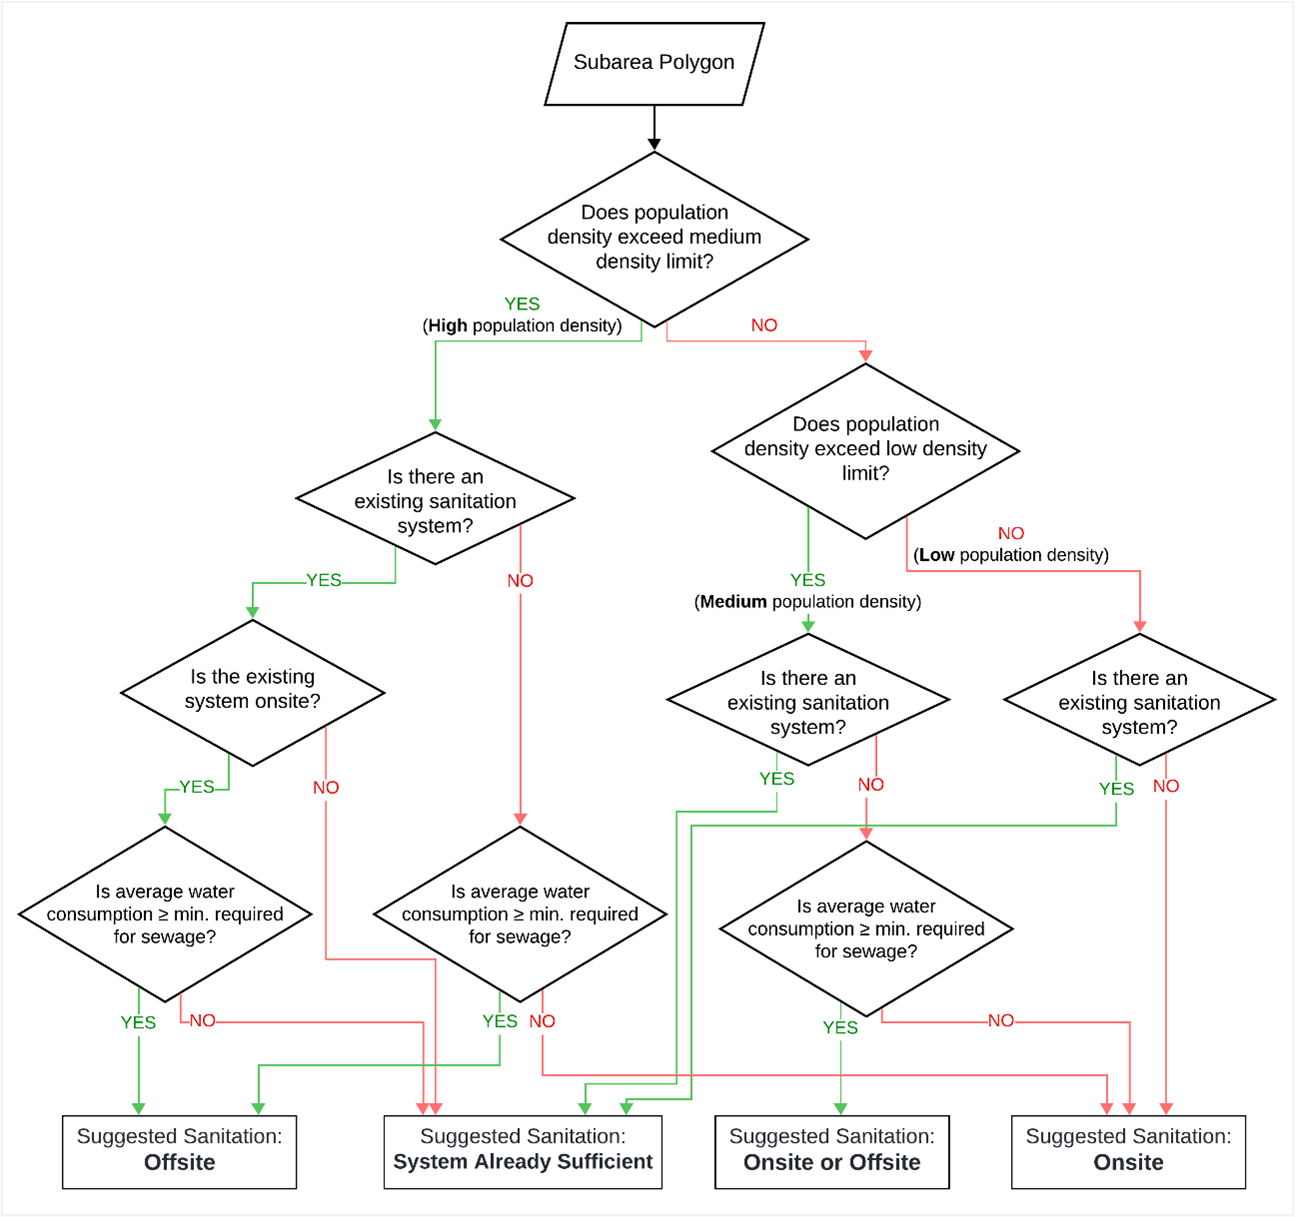 Subarea Polygon
Does population
density exceed medium
density limit?
YES
(High population density)
NO
Does population
density exceed low density
limit?
Is there an
existing sanitation
system?
NO
(Low population density)
YES
NO
YES
(Medium population density)
Is the existing
system onsite?
Is there an
existing sanitation
system?
Is there an
existing sanitation
system?
YES
NO
YES
NO
YES
NO
Is average water
consumption ≥ min. required
for sewage?
Is average water
consumption ≥ min. required
for sewage?
Is average water
consumption ≥ min. required
for sewage?
YES
NO
YES
NO
YES
NO
Suggested Sanitation:
Offsite
Suggested Sanitation:
System Already Sufficient
Suggested Sanitation:
Onsite or Offsite
Suggested Sanitation:
Onsite